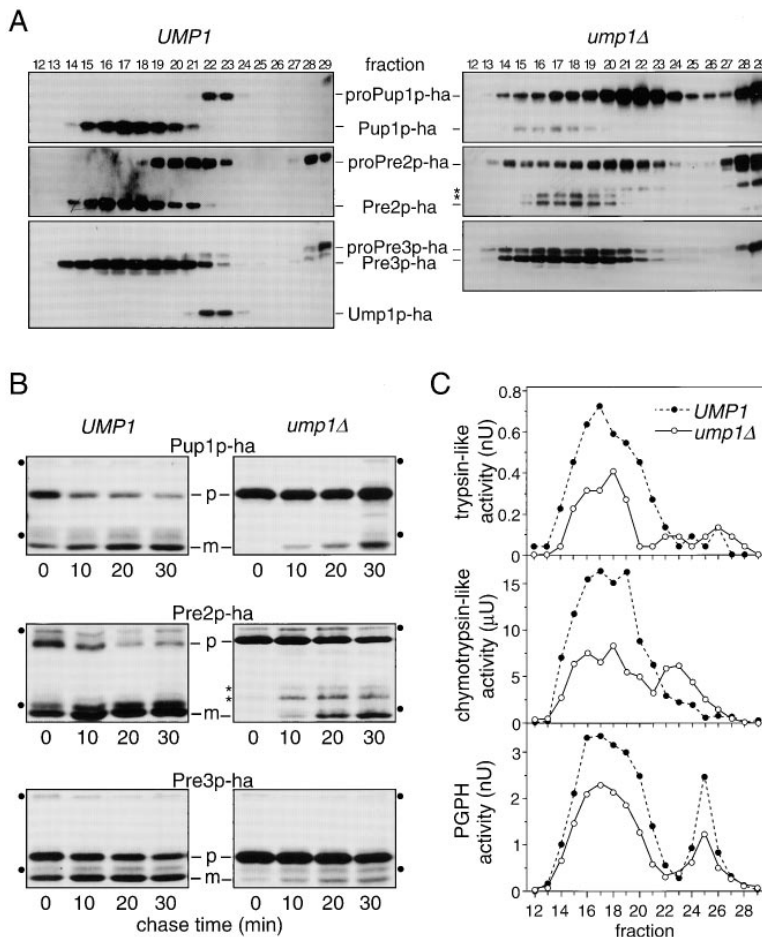 A
UMP1
ump1Δ
12 13 14 15 16 17 18 19 20 21 22 23 24 25 26 27 28 29
fraction
12 13 14 15 16 17 18 19 20 21 22 23 24 25 26 27 28 29
proPup1p-ha
Pup1p-ha
proPre2p-ha
*
*
Pre2p-ha
proPre3p-ha
Pre3p-ha
Ump1p-ha
B
UMP1
ump1Δ
Pup1p-ha
p
m
0 10 20 30
0 10 20 30
Pre2p-ha
p
*
*
m
0 10 20 30
0 10 20 30
Pre3p-ha
p
m
0 10 20 30
0 10 20 30
chase time (min)
C
UMP1
ump1Δ
trypsin-like
activity (nU)
0.8
0.6
0.4
0.2
0
chymotrypsin-like
activity (μU)
15
10
5
0
PGPH
activity (nU)
3
2
1
0
12 14 16 18 20 22 24 26 28
fraction